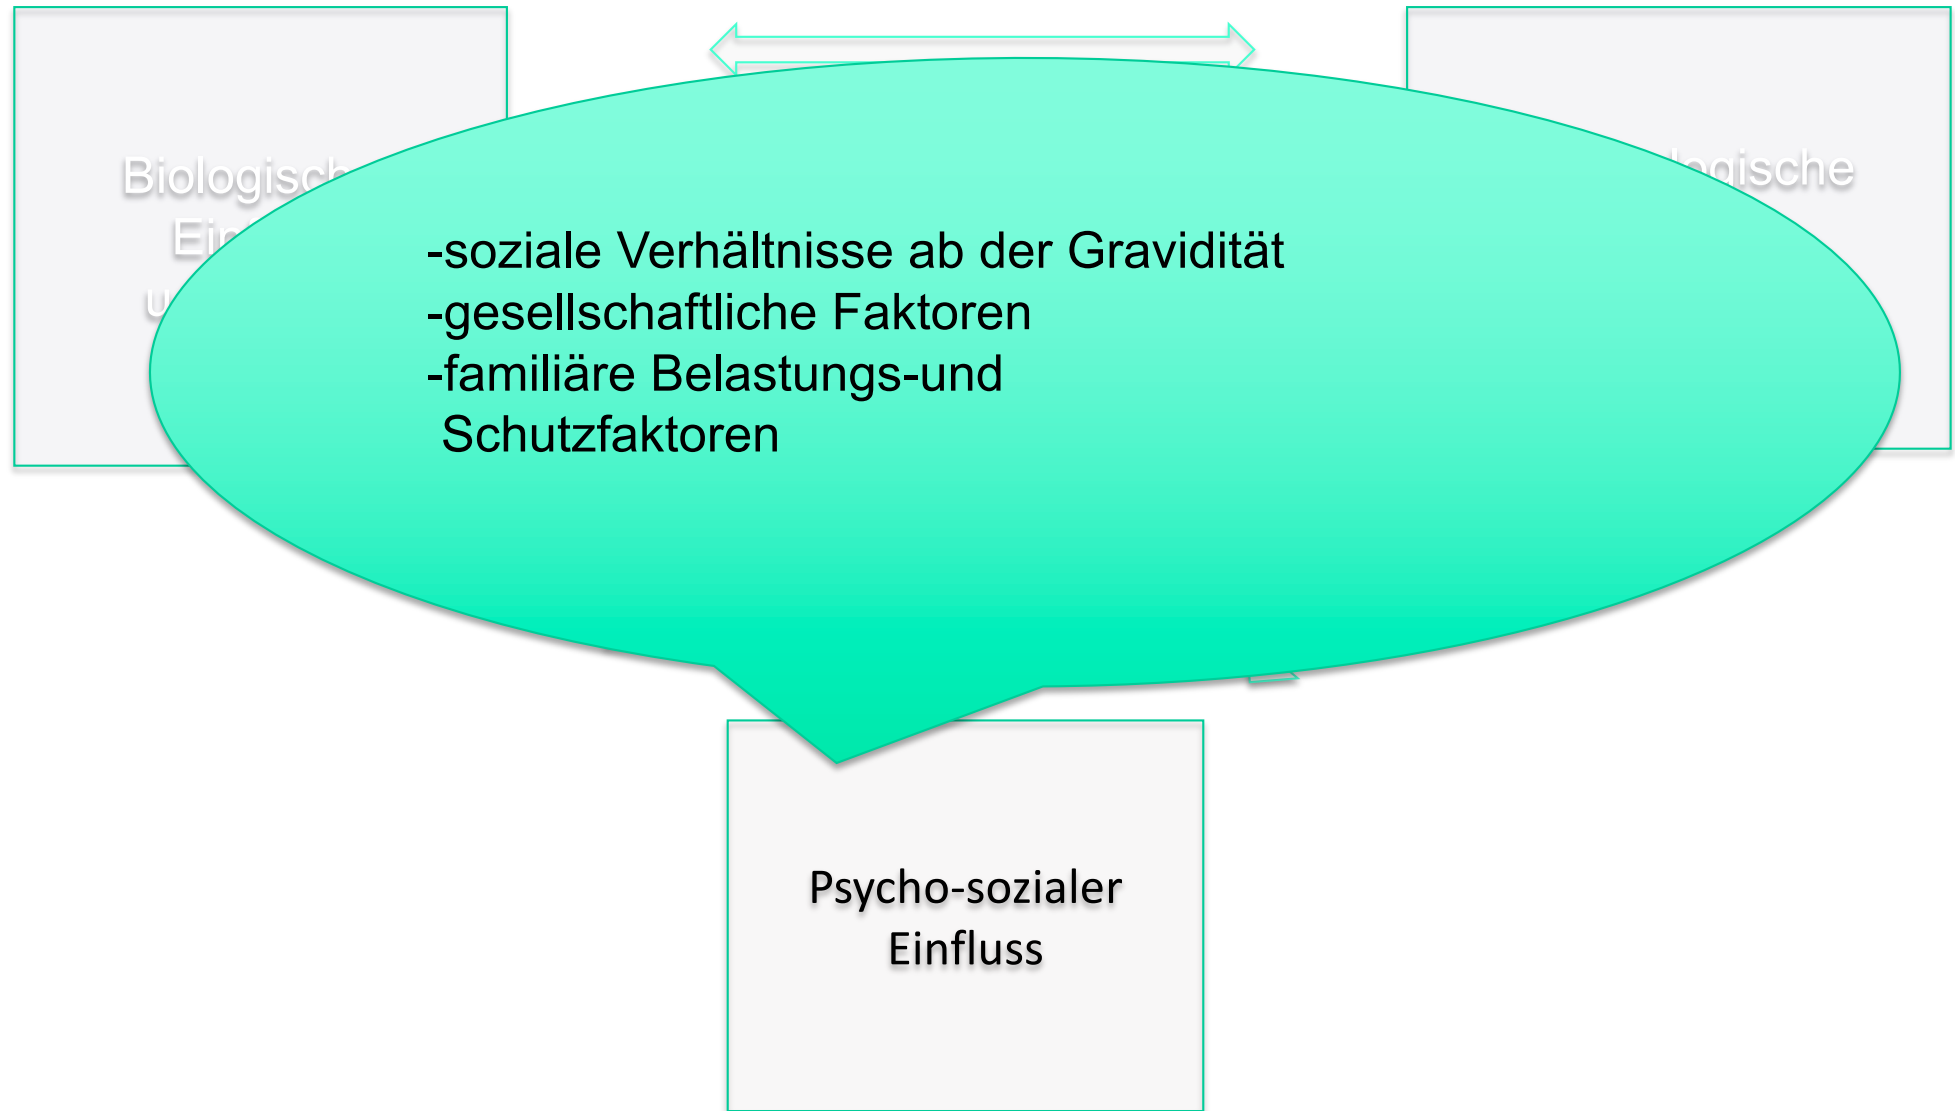 -soziale Verhältnisse ab der Gravidität
-gesellschaftliche Faktoren
-familiäre Belastungs-und
Schutzfaktoren
Psycho-sozialer
Einfluss